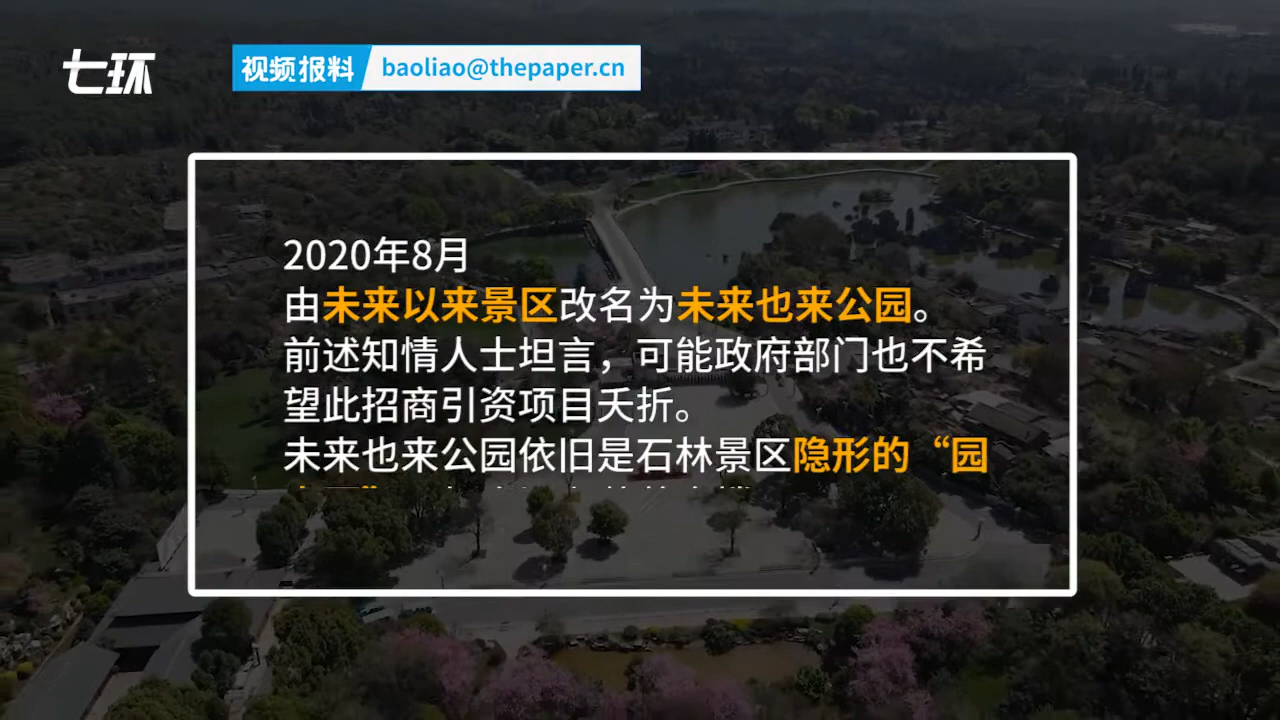 七环
视频报料 baoliao@thepaper.cn
2020年8月
由未来以来景区改名为未来也来公园。
前述知情人士坦言，可能政府部门也不希
望此招商引资项目夭折。
未来也来公园依旧是石林景区隐形的“园